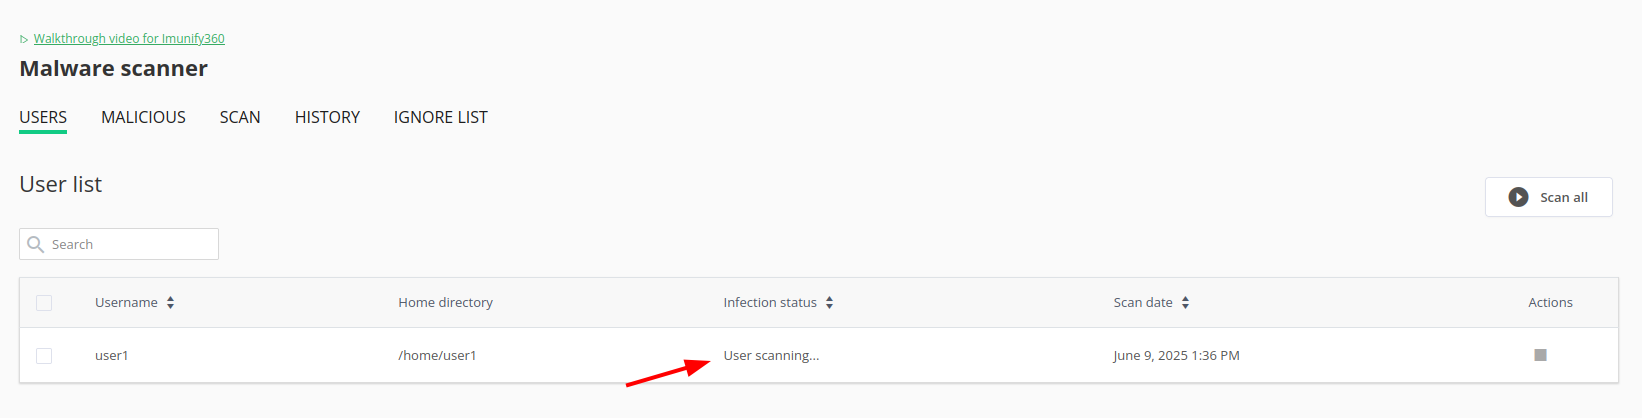 Walkthrough video for Imunify360
Malware scanner
USERS MALICIOUS SCAN HISTORY IGNORE LIST
User list
Scan all
Search
Username Home directory Infection status Scan date Actions
user1 /home/user1 User scanning... June 9, 2025 1:36 PM